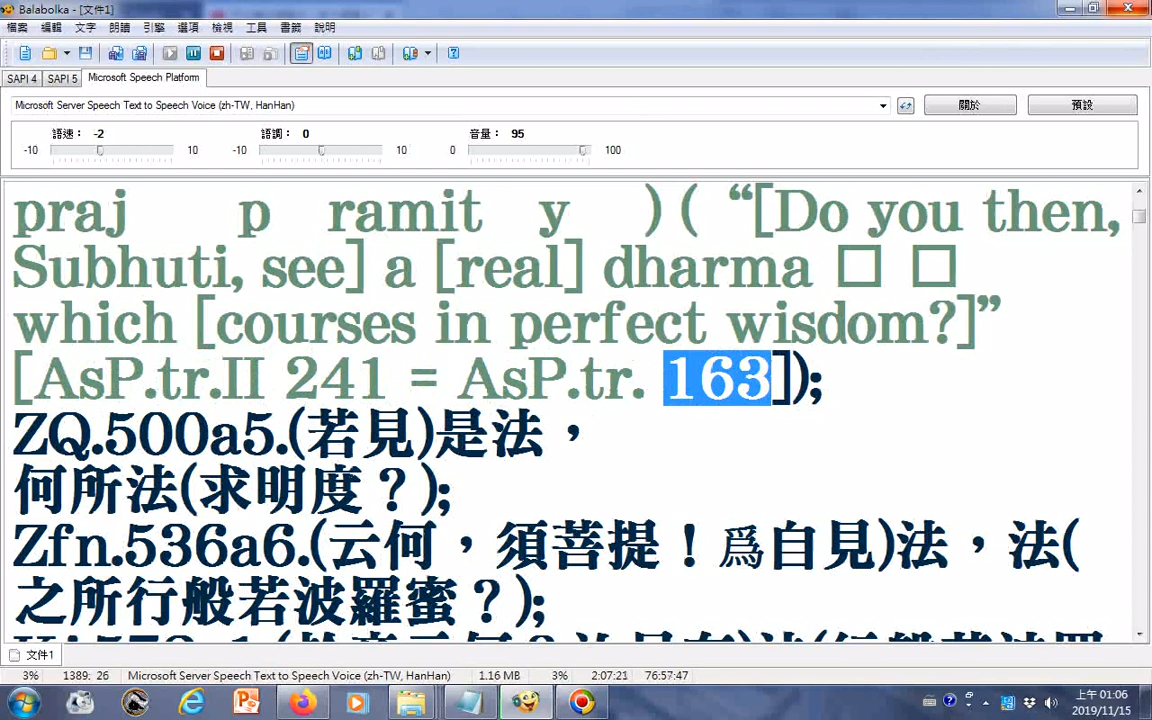 Balabolka - [文件1]
檔案 編輯 文字 朗讀 引擎 選項 檢視 工具 書籤 說明
SAPI 4 SAPI 5 Microsoft Speech Platform
Microsoft Server Speech Text to Speech Voice (zh-TW, HanHan) 關於 預設
語速： -2 語調： 0 音量： 95
-10 10 -10 10 0 100
praj p ramit y ) ( “[Do you then,
Subhuti, see] a [real] dharma □ □
which [courses in perfect wisdom?]”
[AsP.tr.II 241 = AsP.tr. 163]);
ZQ.500a5.(若見)是法，
何所法(求明度？);
Zfn.536a6.(云何，須菩提！爲自見)法，法(
之所行般若波羅蜜？);
文件1
3% 1389: 26 Microsoft Server Speech Text to Speech Voice (zh-TW, HanHan) 1.16 MB 3% 2:07:21 76:57:47
上午 01:06
2019/11/15